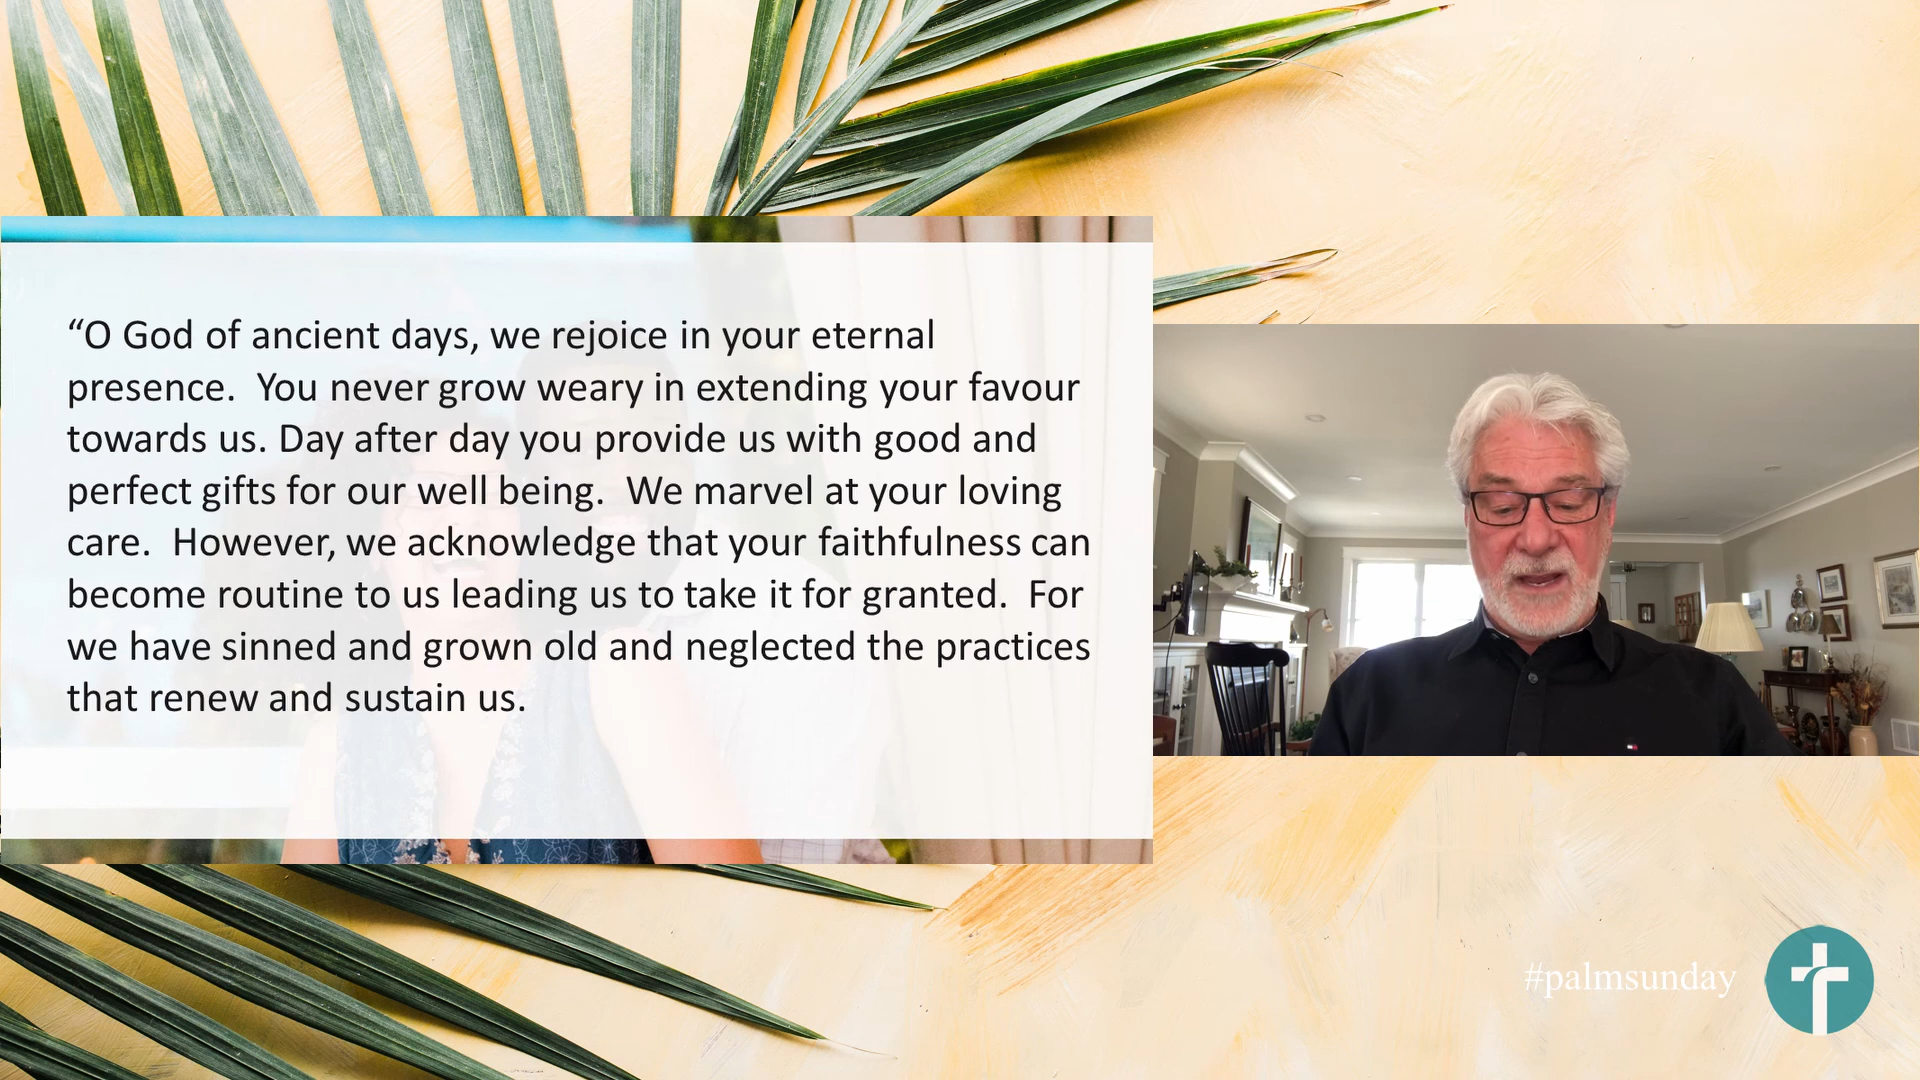 “O God of ancient days, we rejoice in your eternal
presence.  You never grow weary in extending your favour
towards us. Day after day you provide us with good and
perfect gifts for our well being.  We marvel at your loving
care.  However, we acknowledge that your faithfulness can
become routine to us leading us to take it for granted.  For
we have sinned and grown old and neglected the practices
that renew and sustain us.
#palmsunday